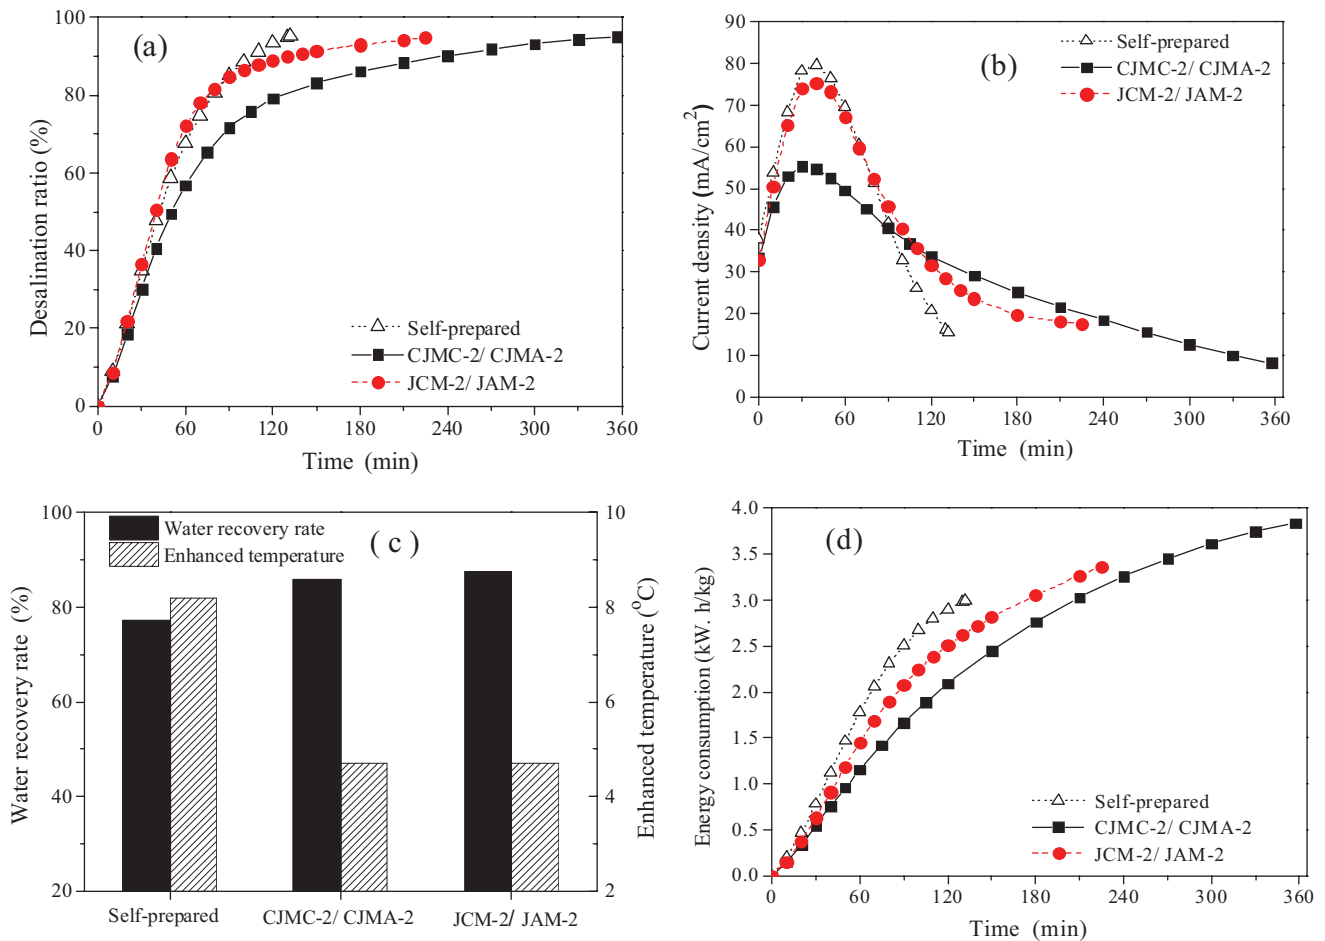 (a)
Desalination ratio (%)
100
80
60
40
20
0
Self-prepared
CJMC-2/ CJMA-2
JCM-2/ JAM-2
0 60 120 180 240 300 360
Time (min)
(b)
Current density (mA/cm²)
90
80
70
60
50
40
30
20
10
0
Self-prepared
CJMC-2/ CJMA-2
JCM-2/ JAM-2
0 60 120 180 240 300 360
Time (min)
(c)
Water recovery rate (%)
100
80
60
40
20
Water recovery rate
Enhanced temperature
10
8
6
4
2
Enhanced temperature (°C)
Self-prepared CJMC-2/ CJMA-2 JCM-2/ JAM-2
(d)
Energy consumption (kW. h/kg)
4.0
3.5
3.0
2.5
2.0
1.5
1.0
0.5
0.0
Self-prepared
CJMC-2/ CJMA-2
JCM-2/ JAM-2
0 60 120 180 240 300 360
Time (min)